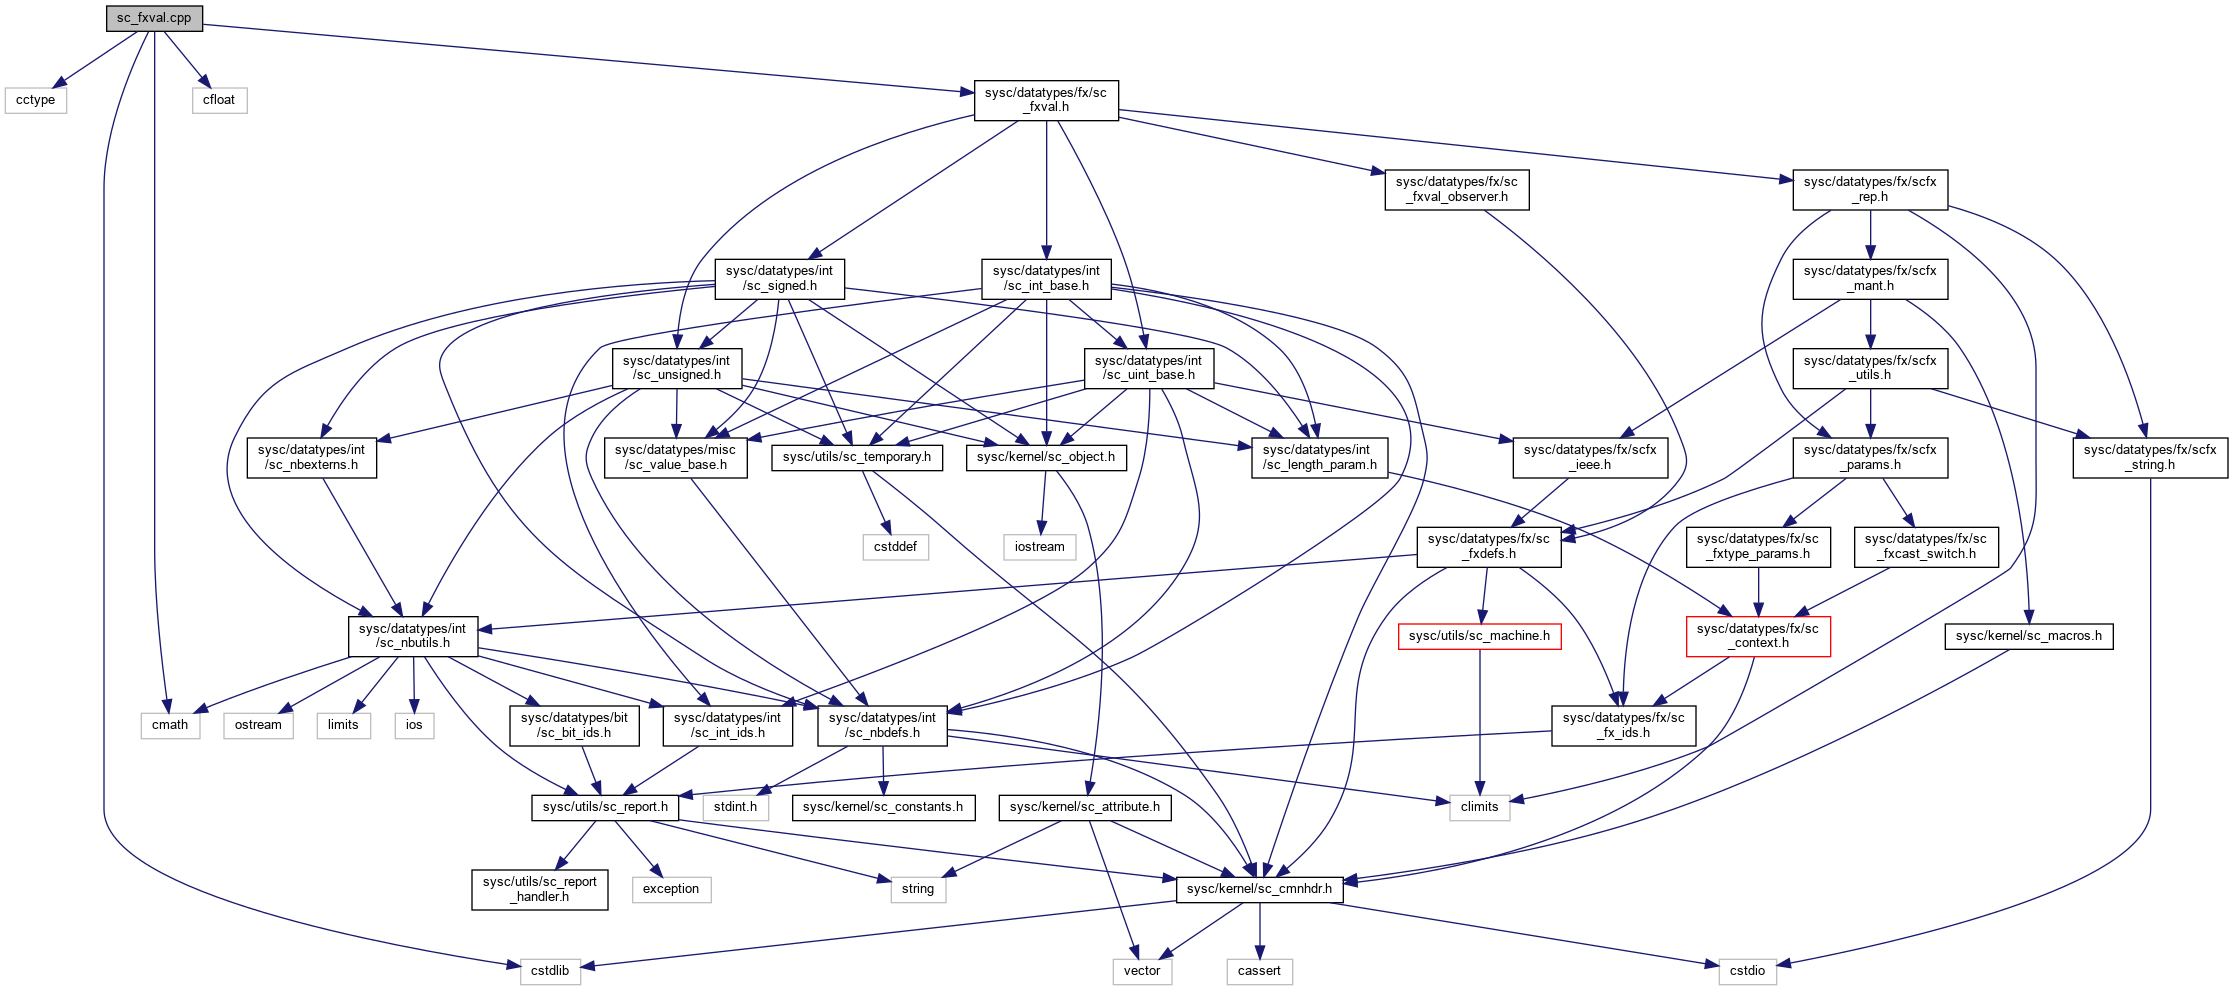 sc_fxval.cpp
cctype
cfloat
sysc/datatypes/fx/sc
_fxval.h
sysc/datatypes/fx/sc
_fxval_observer.h
sysc/datatypes/fx/scfx
_rep.h
sysc/datatypes/int
/sc_signed.h
sysc/datatypes/int
/sc_int_base.h
sysc/datatypes/fx/scfx
_mant.h
sysc/datatypes/int
/sc_unsigned.h
sysc/datatypes/int
/sc_uint_base.h
sysc/datatypes/fx/scfx
_utils.h
sysc/datatypes/int
/sc_nbexterns.h
sysc/datatypes/misc
/sc_value_base.h
sysc/utils/sc_temporary.h
sysc/kernel/sc_object.h
sysc/datatypes/int
/sc_length_param.h
sysc/datatypes/fx/scfx
_ieee.h
sysc/datatypes/fx/scfx
_params.h
sysc/datatypes/fx/scfx
_string.h
cstddef
iostream
sysc/datatypes/fx/sc
_fxdefs.h
sysc/datatypes/fx/sc
_fxtype_params.h
sysc/datatypes/fx/sc
_fxcast_switch.h
sysc/datatypes/int
/sc_nbutils.h
sysc/utils/sc_machine.h
sysc/datatypes/fx/sc
_context.h
sysc/kernel/sc_macros.h
cmath
ostream
limits
ios
sysc/datatypes/bit
/sc_bit_ids.h
sysc/datatypes/int
/sc_int_ids.h
sysc/datatypes/int
/sc_nbdefs.h
sysc/datatypes/fx/sc
_fx_ids.h
sysc/utils/sc_report.h
stdint.h
sysc/kernel/sc_constants.h
sysc/kernel/sc_attribute.h
climits
sysc/utils/sc_report
_handler.h
exception
string
sysc/kernel/sc_cmnhdr.h
cstdlib
vector
cassert
cstdio